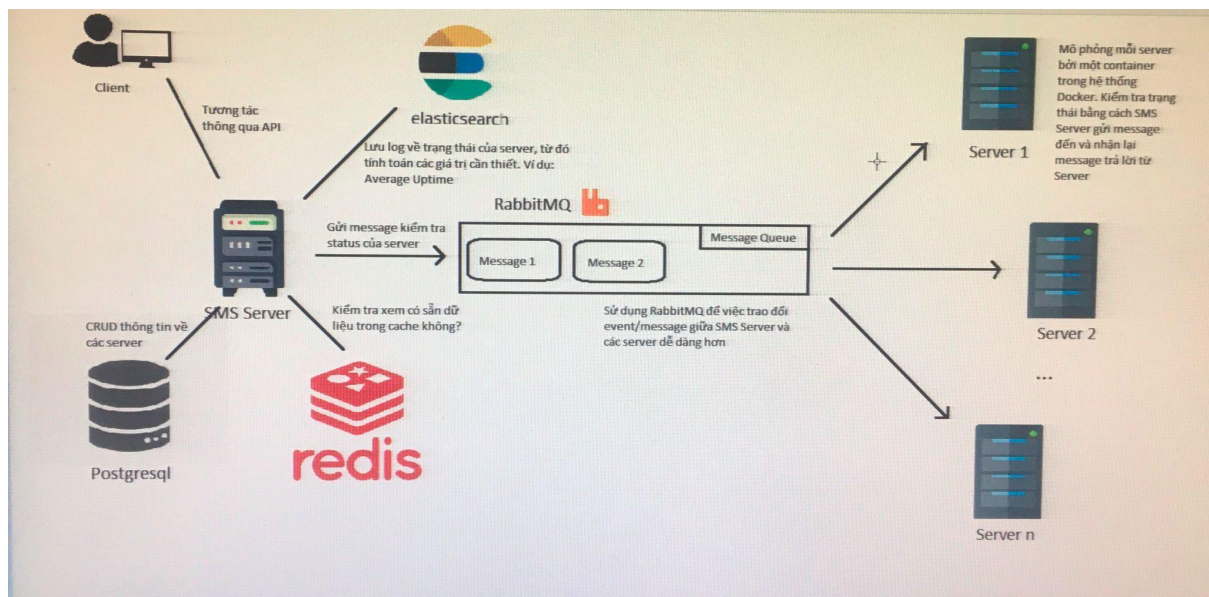 Client
Tương tác
thông qua API
elasticsearch
Lưu log về trạng thái của server, từ đó
tính toán các giá trị cần thiết. Ví dụ:
Average Uptime
SMS Server
CRUD thông tin về
các server
Postgresql
Kiểm tra xem có sẵn dữ
liệu trong cache không?
redis
Gửi message kiểm tra
status của server
RabbitMQ
Message Queue
Message 1
Message 2
Sử dụng RabbitMQ để việc trao đổi
event/message giữa SMS Server và
các server dễ dàng hơn
Server 1
Mô phỏng mỗi server
bởi một container
trong hệ thống
Docker. Kiểm tra trạng
thái bằng cách SMS
Server gửi message
đến và nhận lại
message trả lời từ
Server
Server 2
...
Server n